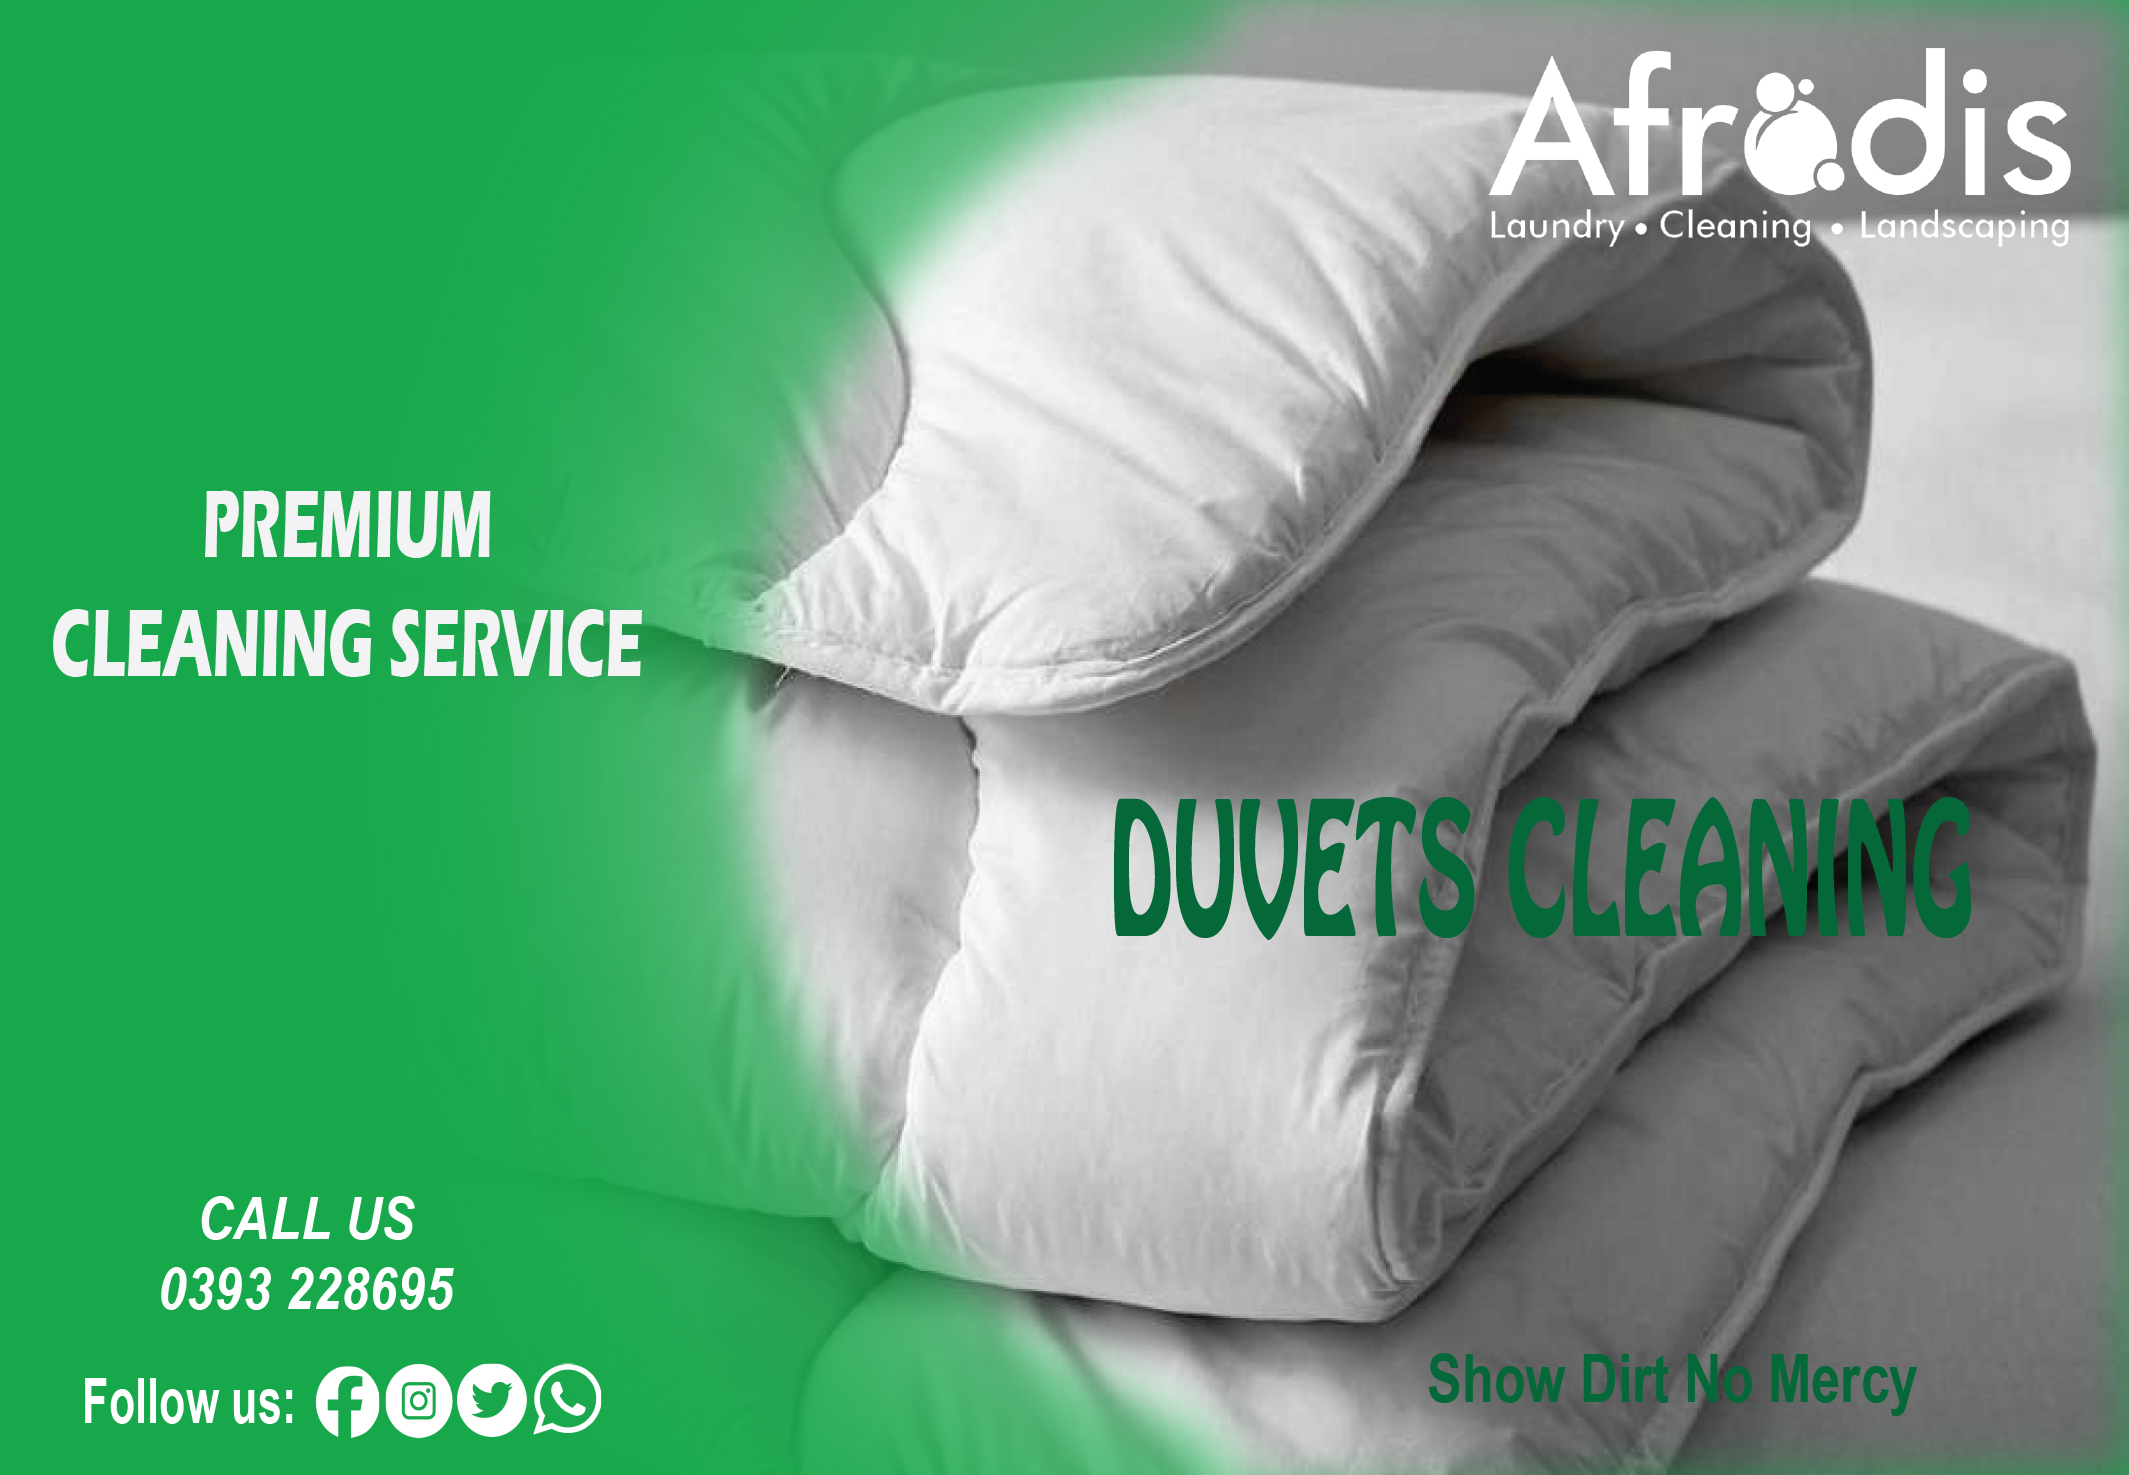 Afrodis
Laundry • Cleaning • Landscaping
PREMIUM
CLEANING SERVICE
DUVETS CLEANING
CALL US
0393 228695
Follow us:
Show Dirt No Mercy